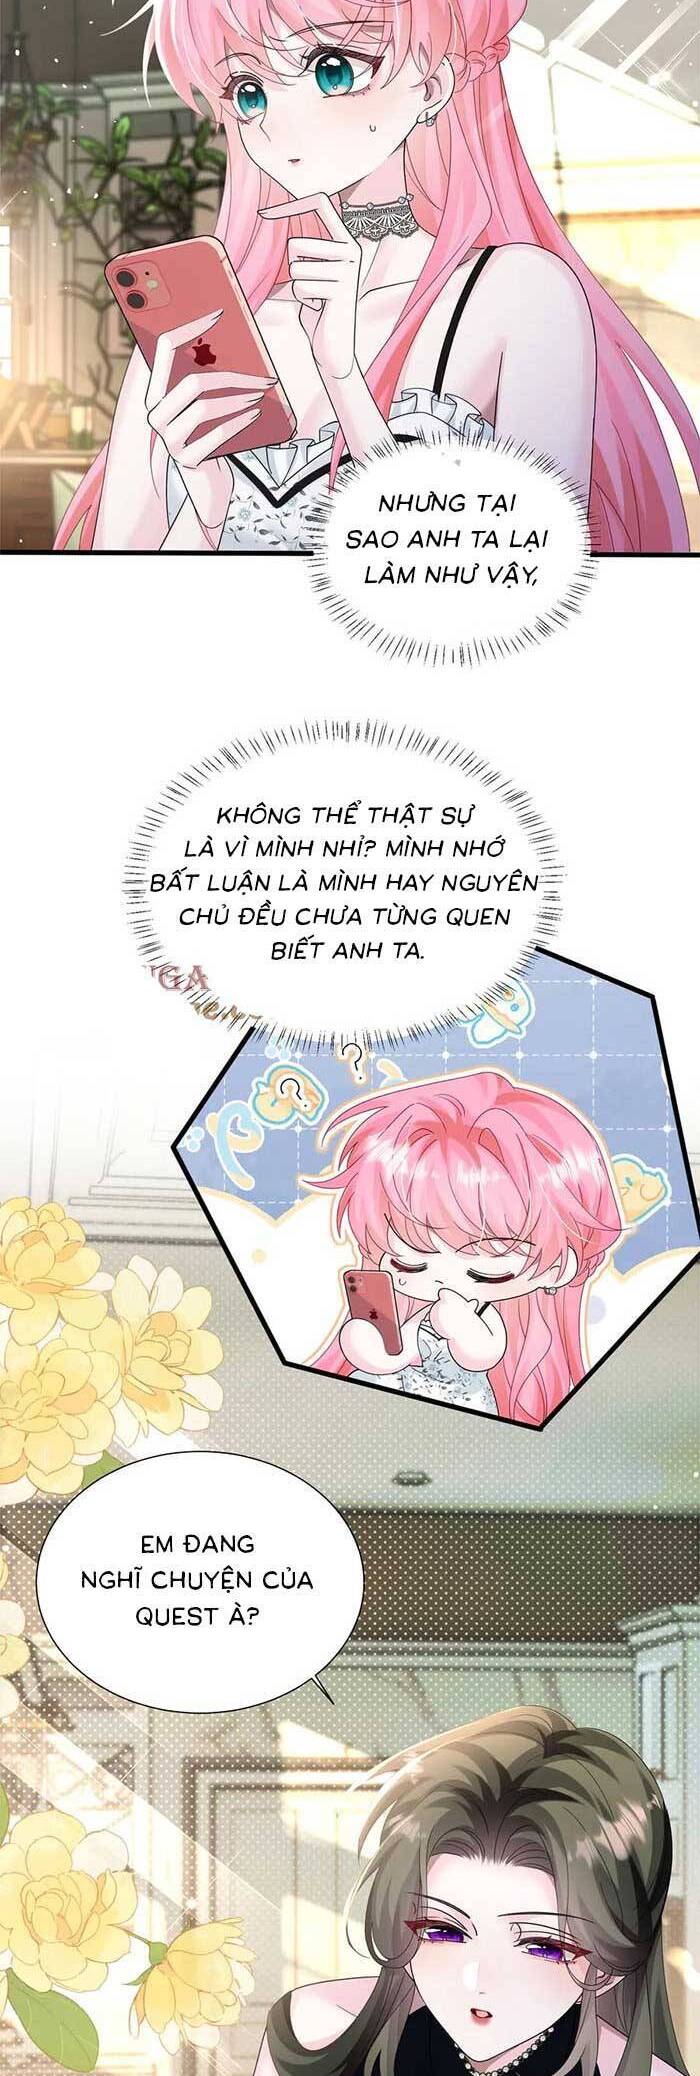 NHƯNG TẠI
SAO ANH TA LẠI
LÀM NHƯ VẬY,
KHÔNG THỂ THẬT SỰ
LÀ VÌ MÌNH NHỈ? MÌNH NHỚ
BẤT LUẬN LÀ MÌNH HAY NGUYÊN
CHỦ ĐỀU CHƯA TỪNG QUEN
BIẾT ANH TA.
? ?
EM ĐANG
NGHĨ CHUYỆN CỦA
QUEST À?